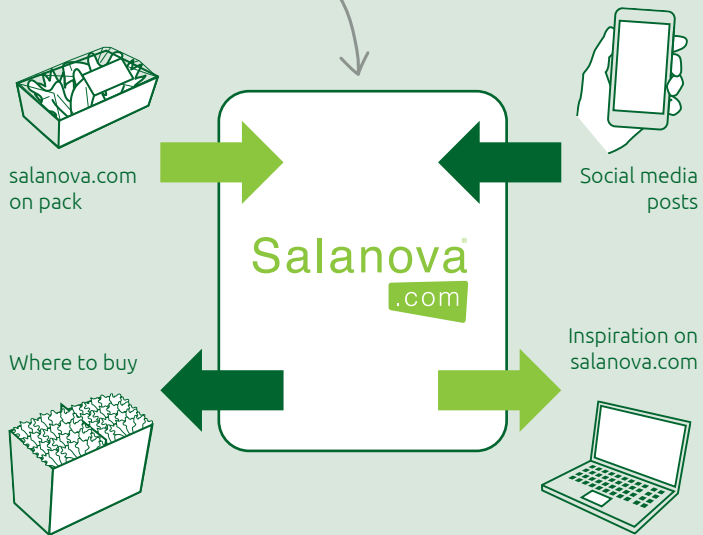 salanova.com
on pack
Social media
posts
Salanova®
.com
Where to buy
Inspiration on
salanova.com